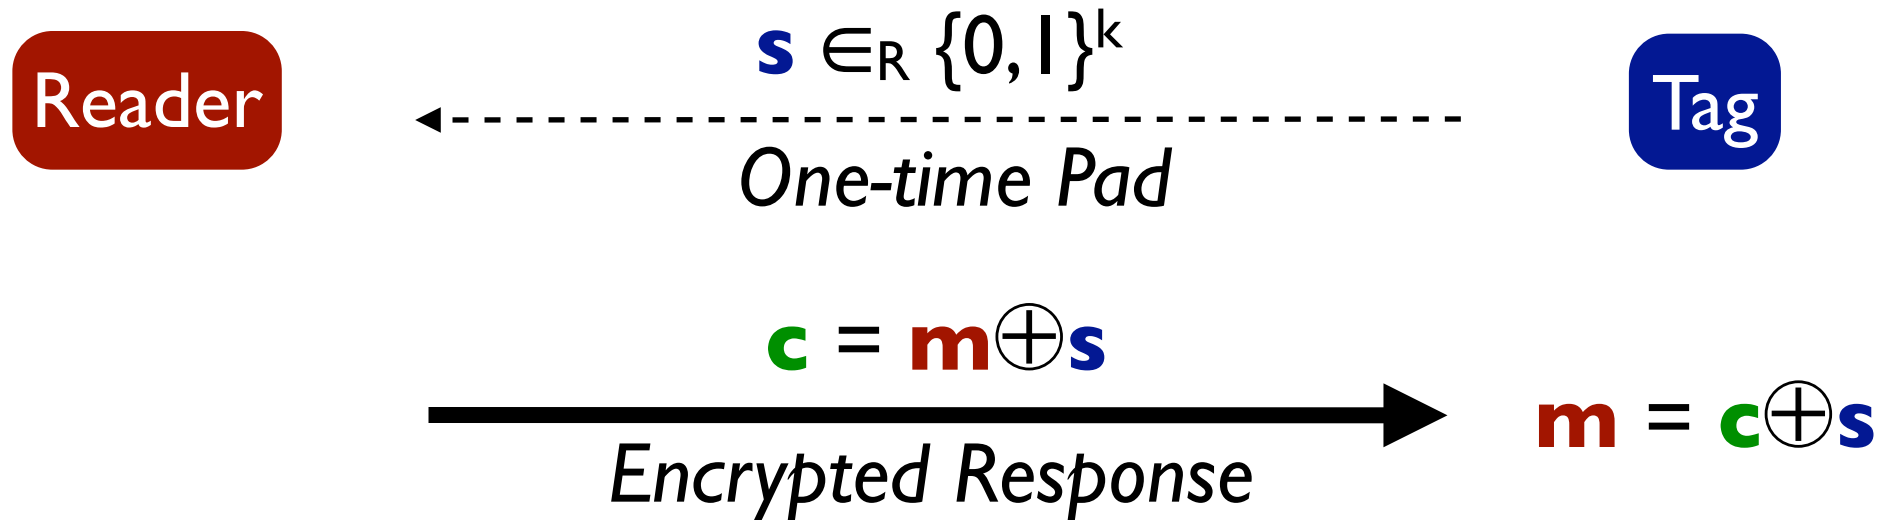 Reader
s ∈R {0,1}k
Tag
One-time Pad
c = m⊕s
m = c⊕s
Encrypted Response